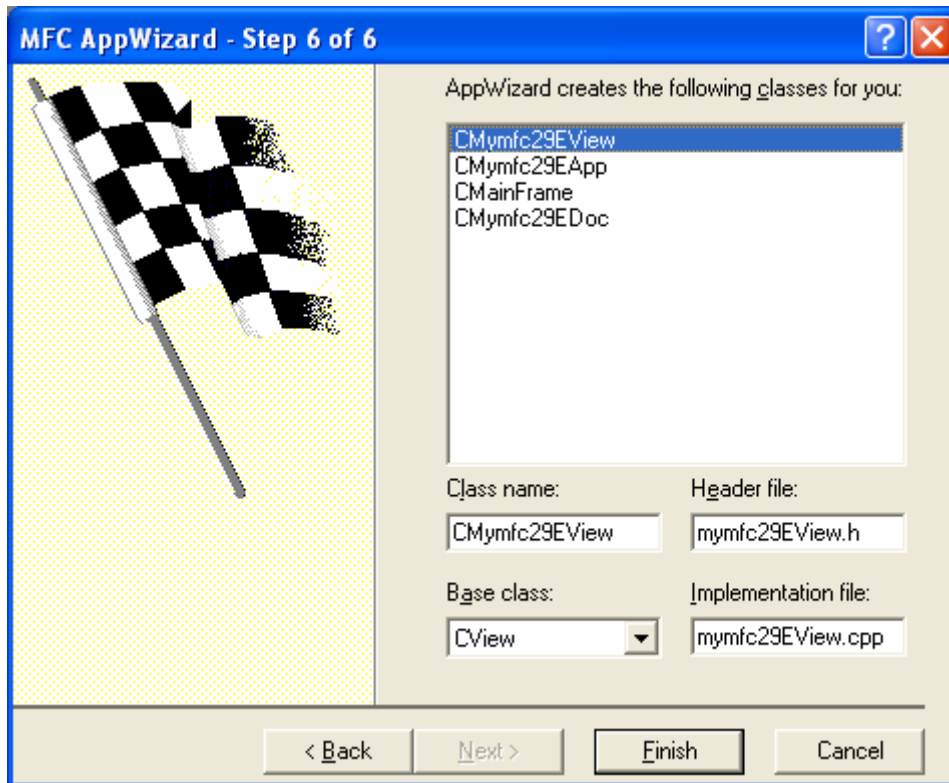 MFC AppWizard - Step 6 of 6
AppWizard creates the following classes for you:
CMymfc29EView
CMymfc29EApp
CMainFrame
CMymfc29EDoc
Class name: Header file:
CMymfc29EView mymfc29EView.h
Base class: Implementation file:
CView mymfc29EView.cpp
< Back Next > Finish Cancel